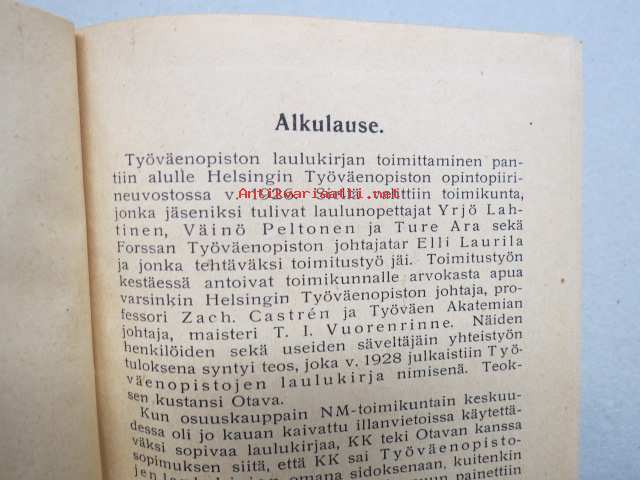 Alkulause.
Työväenopiston laulukirjan toimittaminen pan-
tiin alulle Helsingin Työväenopiston opintopiiri-
neuvostossa v. 1926. Siellä
Antikvariaatti.net
jonka jäseniksi tulivat laulunopettajat Yrjö Lah-
tinen, Väinö Peltonen ja Ture Ara sekä
Forssan Työväenopiston johtajatar Elli Laurila
ja jonka tehtäväksi toimitustyö jäi. Toimitustyön
kestäessä antoivat toimikunnalle arvokasta apua
varsinkin Helsingin Työväenopiston johtaja, pro-
fessori Zach. Castrén ja Työväen Akatemian
johtaja, maisteri T. I. Vuorenrinne. Näiden
henkilöiden sekä useiden säveltäjäin yhteistyön
tuloksena syntyi teos, joka v. 1928 julkaistiin Työ-
väenopistojen laulukirja nimisenä. Teok-
sen kustansi Otava.
Kun osuuskauppain NM-toimikuntain keskuu-
dessa oli jo kauan kaivattu illanvietoissa käytettä-
väksi sopivaa laulukirjaa, KK teki Otavan kanssa
sopimuksen siitä, että KK sai Työväenopisto-
omana sidoksenaan, kuitenkin
painettiin